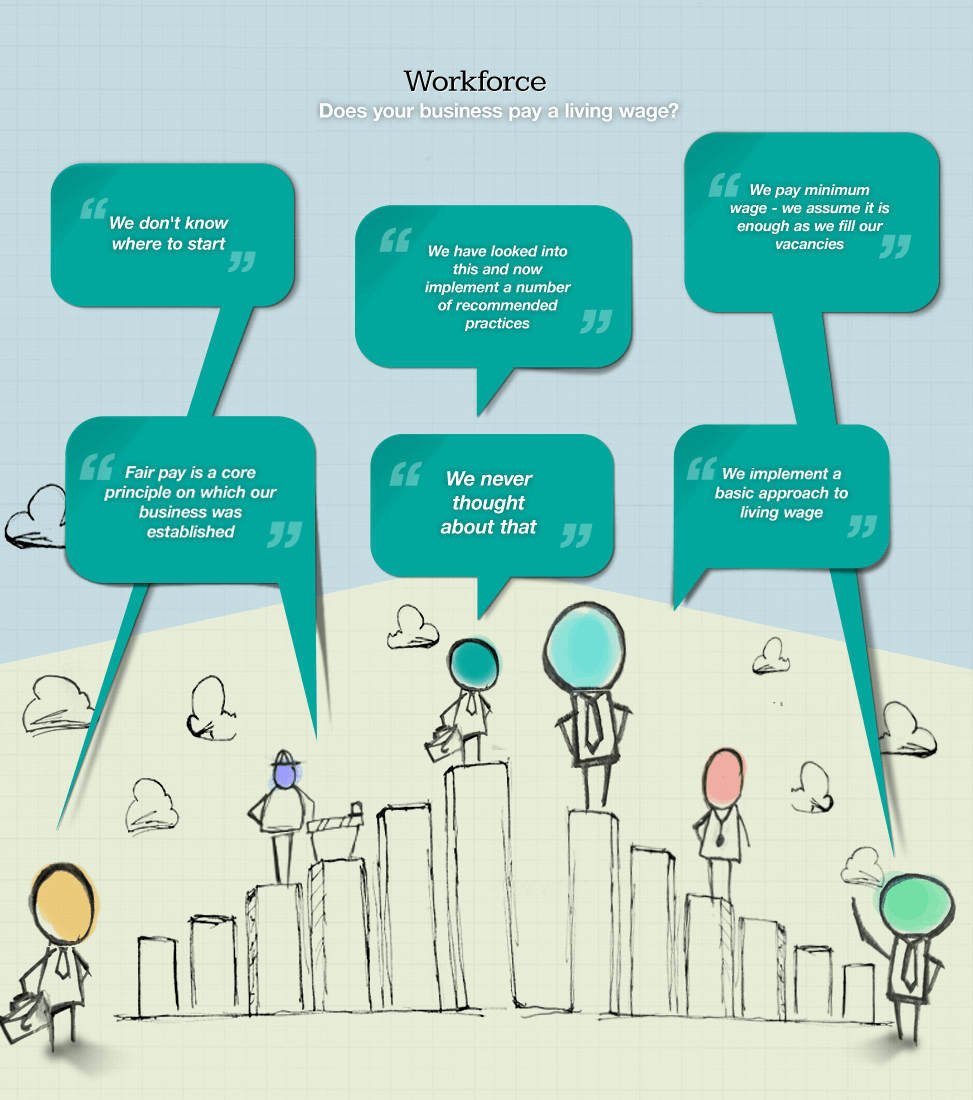 Workforce
Does your business pay a living wage?
“We don't know
where to start”
“We have looked into
this and now
implement a number
of recommended
practices”
“We pay minimum
wage - we assume it is
enough as we fill our
vacancies”
“Fair pay is a core
principle on which our
business was
established”
“We never
thought
about that”
“We implement a
basic approach to
living wage”